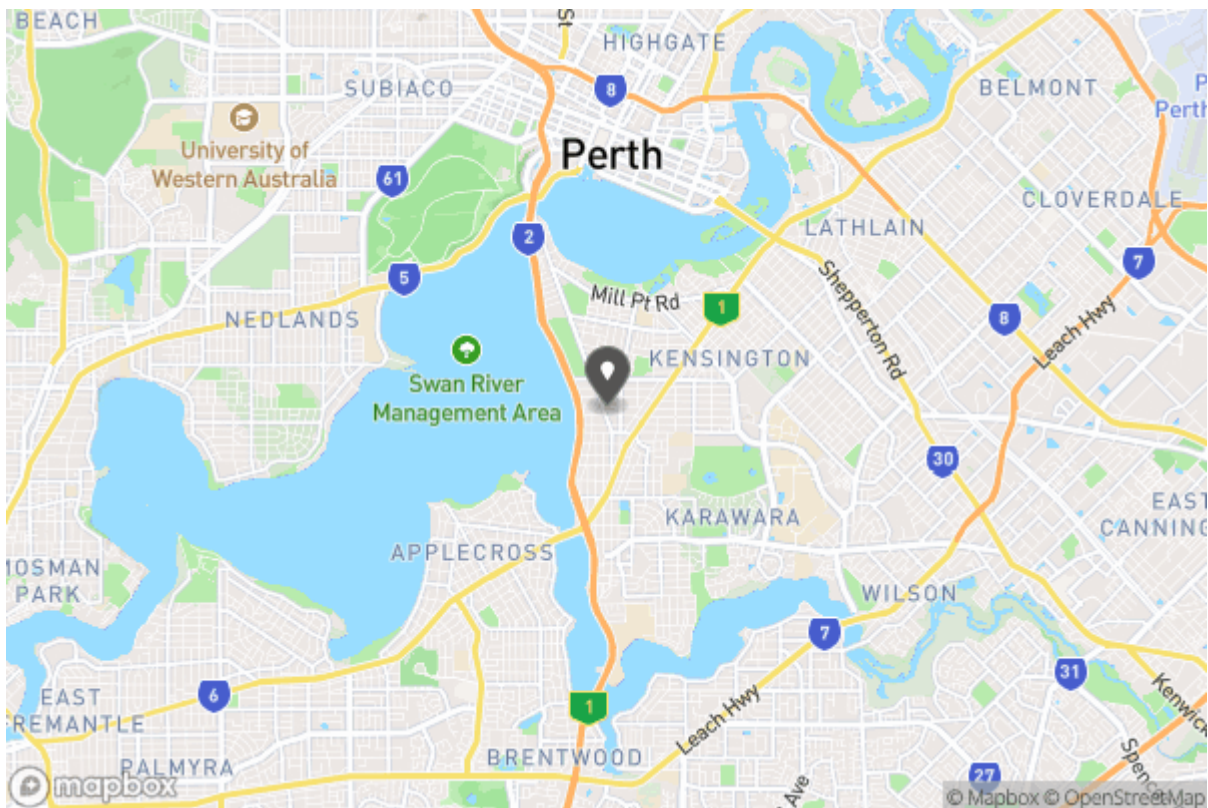 BEACH
St
HIGHGATE
SUBIACO
8
BELMONT
P
Perth
University of
Western Australia
Perth
61
CLOVERDALE
LATHLAIN
2
7
5
Mill Pt Rd
1
Shepperton Rd
8
Leach Hwy
NEDLANDS
KENSINGTON
Swan River
Management Area
30
KARAWARA
EAST
CANNING
APPLECROSS
MOSMAN
PARK
WILSON
7
31
6
EAST
FREMANTLE
1
Leach Hwy
Kenwick
BRENTWOOD
PALMYRA
Spencer
27
Ave
mapbox
© Mapbox © OpenStreetMap